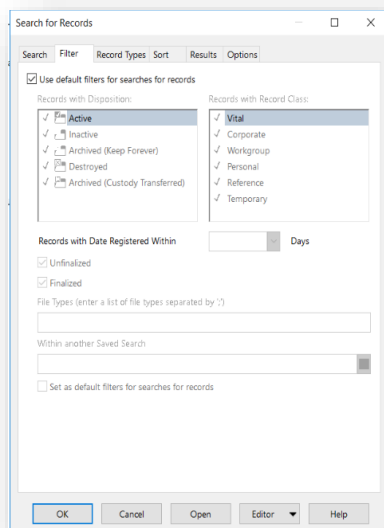 Search for Records
Search Filter Record Types Sort Results Options
Use default filters for searches for records
Records with Disposition: Records with Record Class:
Active Vital
Inactive Corporate
Archived (Keep Forever) Workgroup
Destroyed Personal
Archived (Custody Transferred) Reference
Temporary
Records with Date Registered Within Days
Unfinalized
Finalized
File Types (enter a list of file types separated by ';')
Within another Saved Search
Set as default filters for searches for records
OK Cancel Open Editor Help